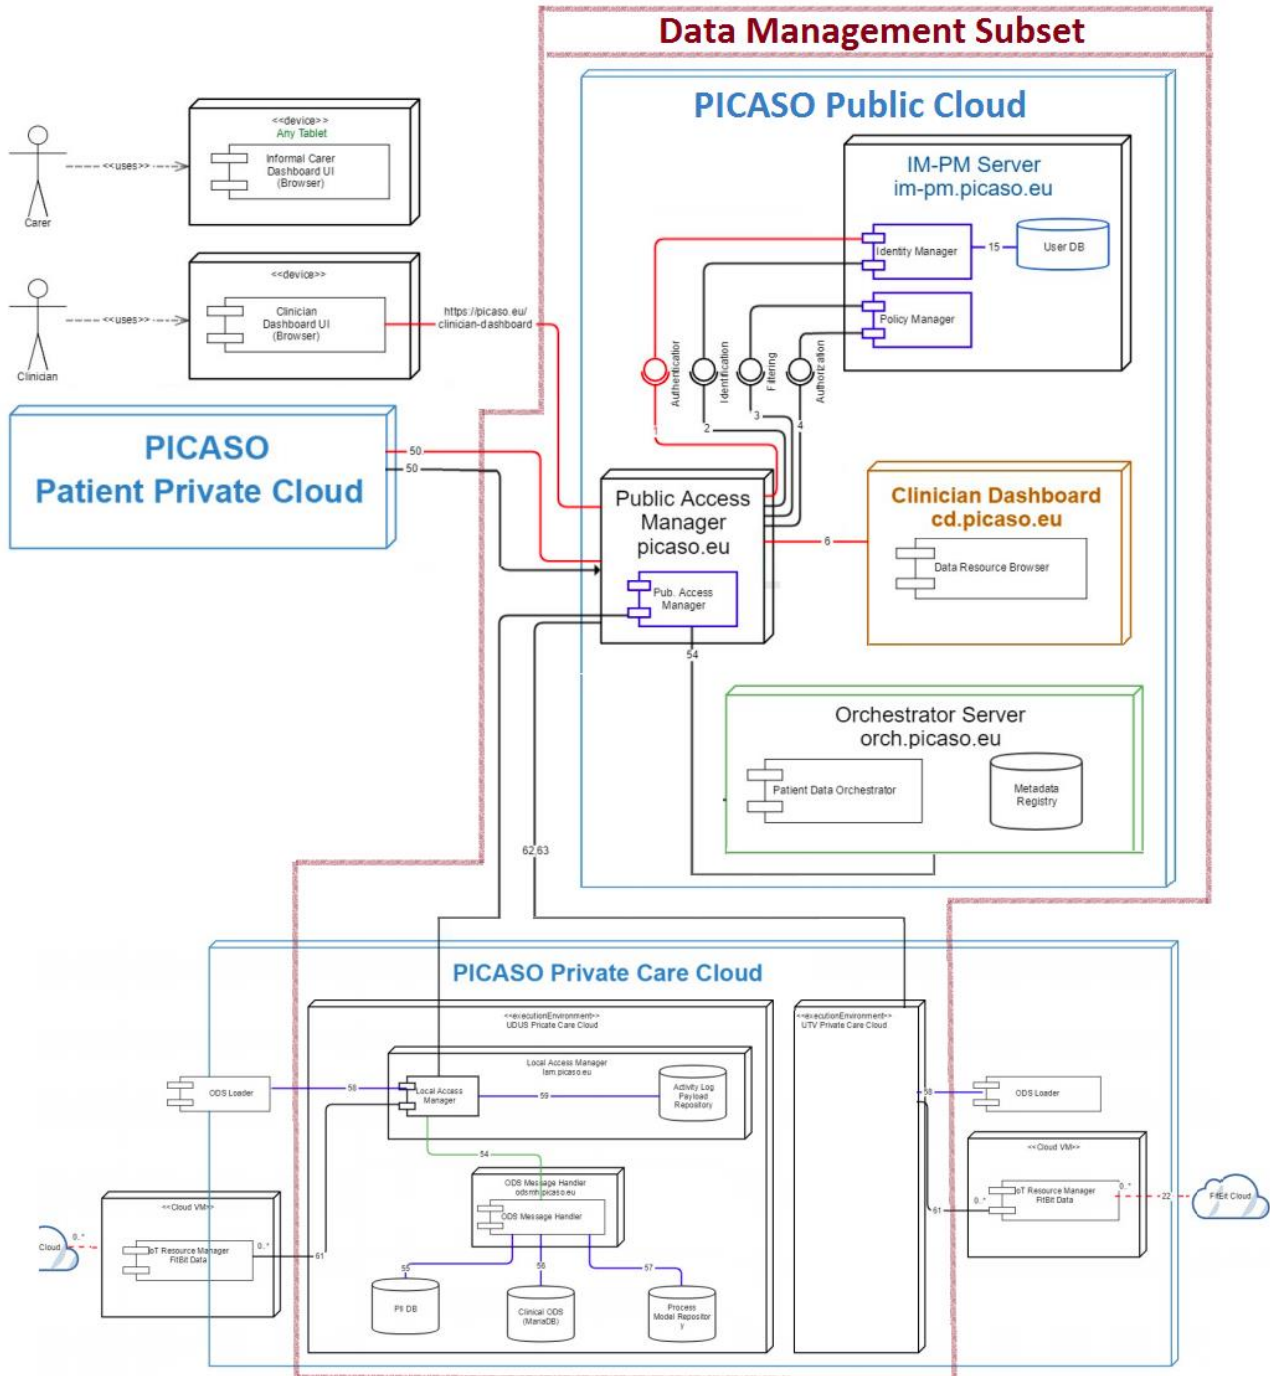 Data Management Subset
PICASO Public Cloud
<<device>>
Any Tablet
Informal Carer
Dashboard UI
(Browser)
<<uses>>
Carer
IM-PM Server
im-pm.picaso.eu
Identity Manager
15
User DB
Policy Manager
<<device>>
Clinician
Dashboard UI
(Browser)
<<uses>>
Clinician
https://picaso.eu/
clinician-dashboard
Authentication
Identification
Filtering
Authorization
1
2
3
4
PICASO
Patient Private Cloud
50
50
Public Access
Manager
picaso.eu
Pub. Access
Manager
6
Clinician Dashboard
cd.picaso.eu
Data Resource Browser
54
Orchestrator Server
orch.picaso.eu
Patient Data Orchestrator
Metadata
Registry
62,63
PICASO Private Care Cloud
<<executionEnvironment>>
UDUS Pricate Care Cloud
<<executionEnvironment>>
UTV Private Care Cloud
Local Access Manager
lam.picaso.eu
Local Access
Manager
59
Activity Log
Payload
Repository
ODS Loader
58
58
ODS Loader
54
ODS Message Handler
odsmh.picaso.eu
ODS Message Handler
55
56
57
PII DB
Clinical ODS
(MariaDB)
Process
Model Repositor
y
<<Cloud VM>>
IoT Resource Manager
FitBit Data
0..*
61
Cloud
0..*
<<Cloud VM>>
IoT Resource Manager
FitBit Data
0..*
61
0..*
22
FitBit Cloud